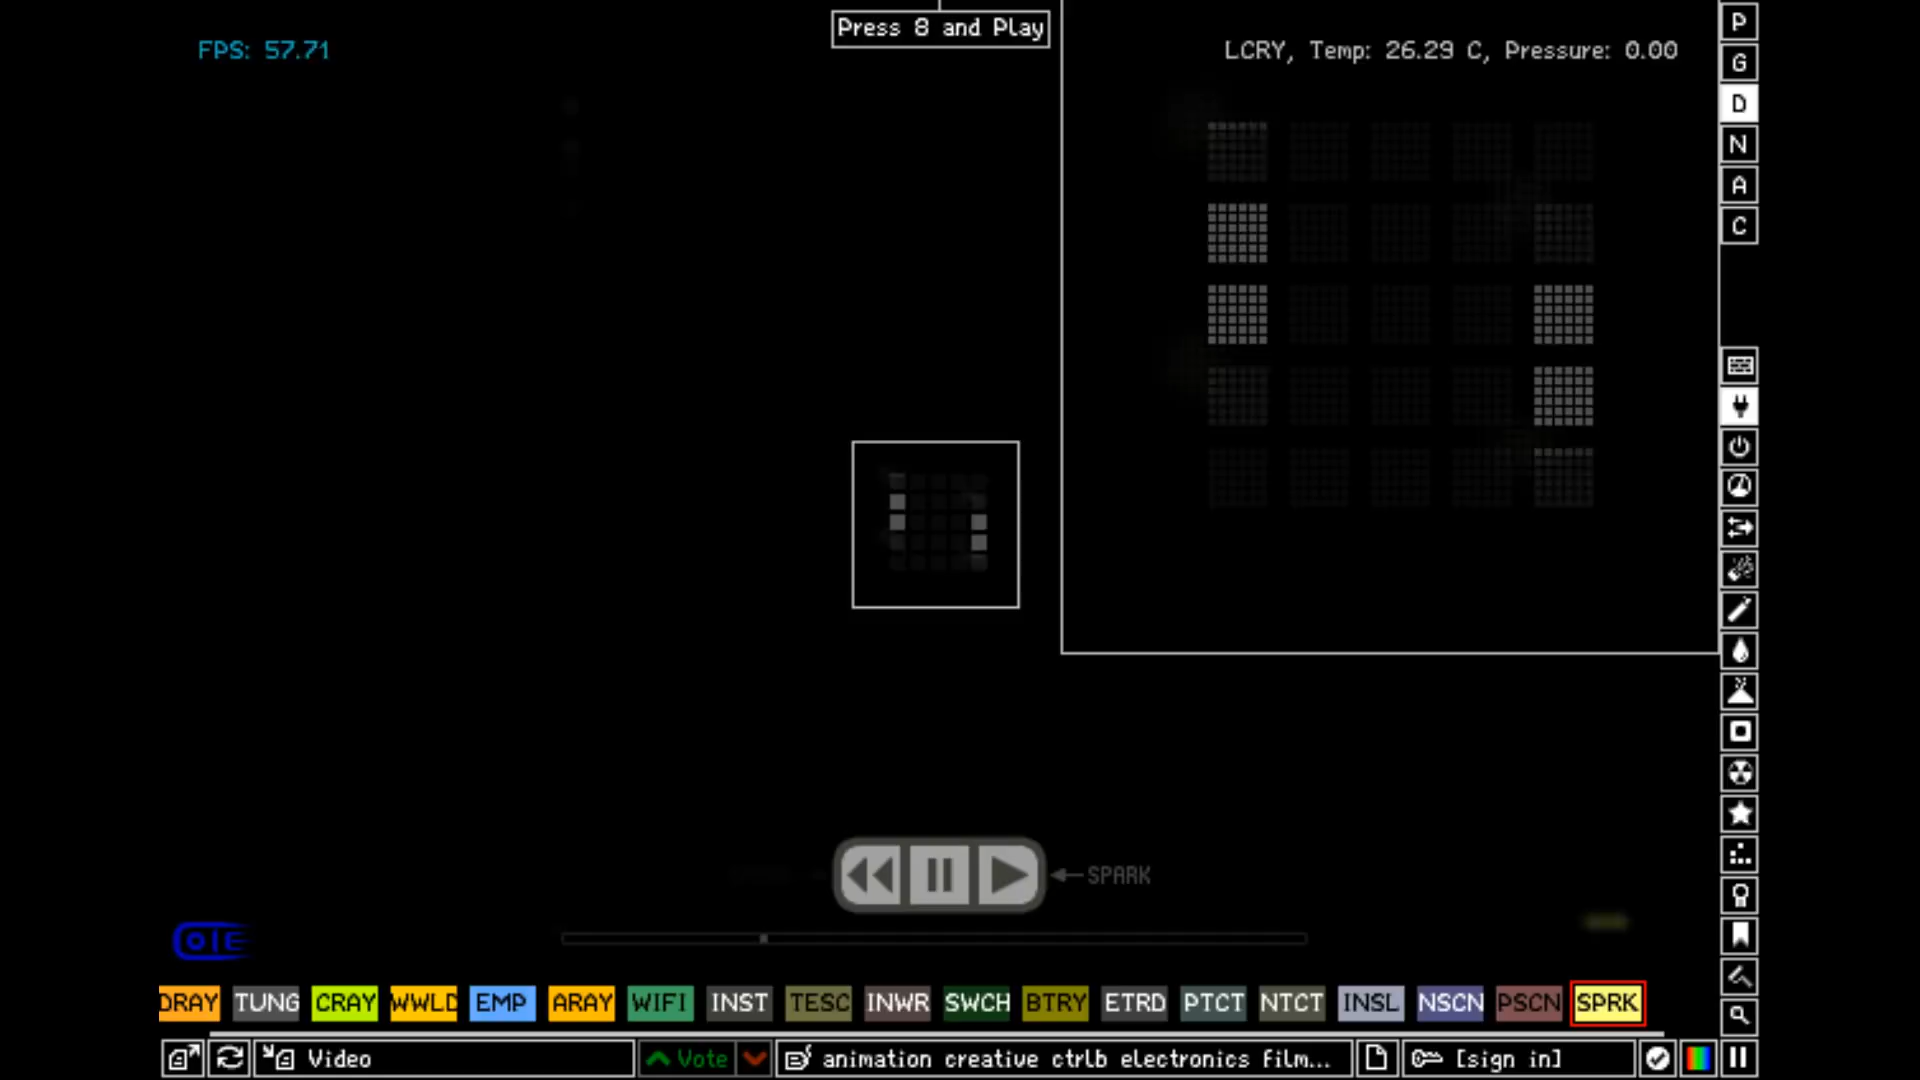 Press 8 and Play
FPS: 57.71
LCRY, Temp: 26.29 C, Pressure: 0.00
P
G
D
N
A
C
SPARK
DRAY TUNG CRAY WWLD EMP ARAY WIFI INST TESC INWR SWCH BTRY ETRD PTCT NTCT INSL NSCN PSCN SPRK
Video Vote animation creative ctrlb electronics film... [sign in]